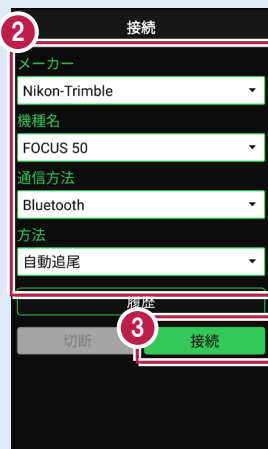 接続
2
メーカー
Nikon-Trimble
機種名
FOCUS 50
通信方法
Bluetooth
方法
自動追尾
履歴
3
切断
接続